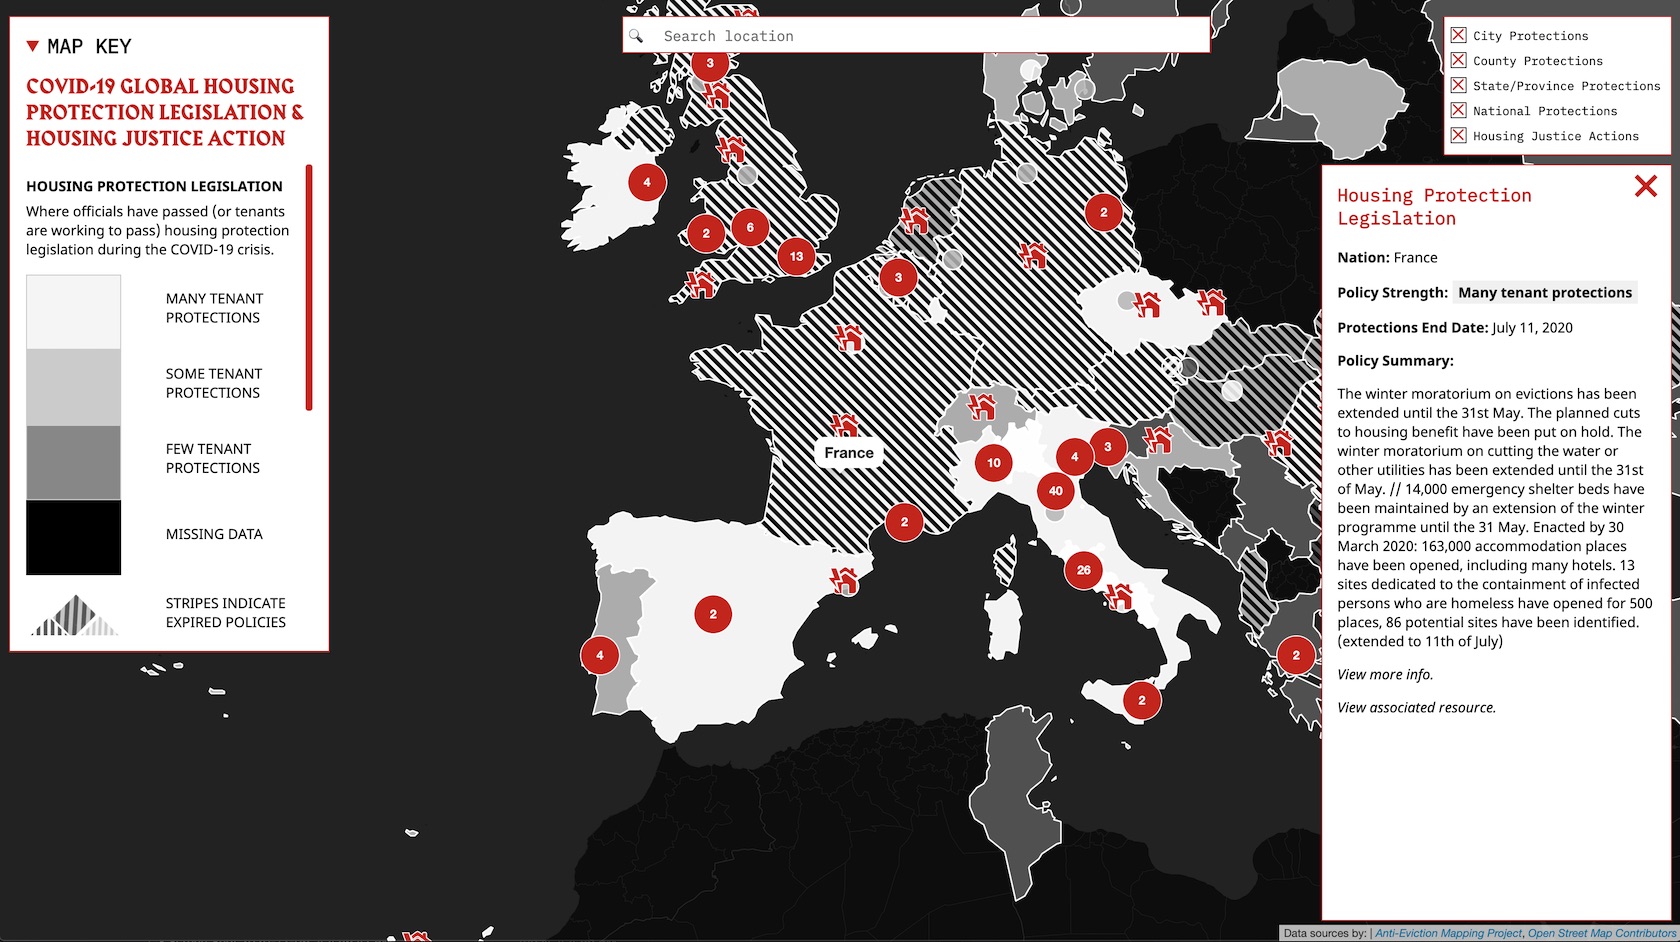 ▼ MAP KEY
COVID-19 GLOBAL HOUSING
PROTECTION LEGISLATION &
HOUSING JUSTICE ACTION
HOUSING PROTECTION LEGISLATION
Where officials have passed (or tenants
are working to pass) housing protection
legislation during the COVID-19 crisis.
MANY TENANT
PROTECTIONS
SOME TENANT
PROTECTIONS
FEW TENANT
PROTECTIONS
MISSING DATA
STRIPES INDICATE
EXPIRED POLICIES
Search location
3
4
2
6
13
2
3
France
10
4
3
40
2
26
2
4
2
2
City Protections
County Protections
State/Province Protections
National Protections
Housing Justice Actions
Housing Protection
Legislation
Nation: France
Policy Strength: Many tenant protections
Protections End Date: July 11, 2020
Policy Summary:
The winter moratorium on evictions has been
extended until the 31st May. The planned cuts
to housing benefit have been put on hold. The
winter moratorium on cutting the water or
other utilities has been extended until the 31st
of May. // 14,000 emergency shelter beds have
been maintained by an extension of the winter
programme until the 31 May. Enacted by 30
March 2020: 163,000 accommodation places
have been opened, including many hotels. 13
sites dedicated to the containment of infected
persons who are homeless have opened for 500
places, 86 potential sites have been identified.
(extended to 11th of July)
View more info.
View associated resource.
Data sources by: | Anti-Eviction Mapping Project, Open Street Map Contributors